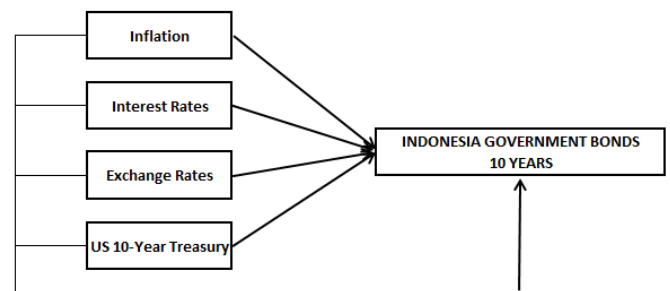 Inflation
Interest Rates
INDONESIA GOVERNMENT BONDS
10 YEARS
Exchange Rates
US 10-Year Treasury